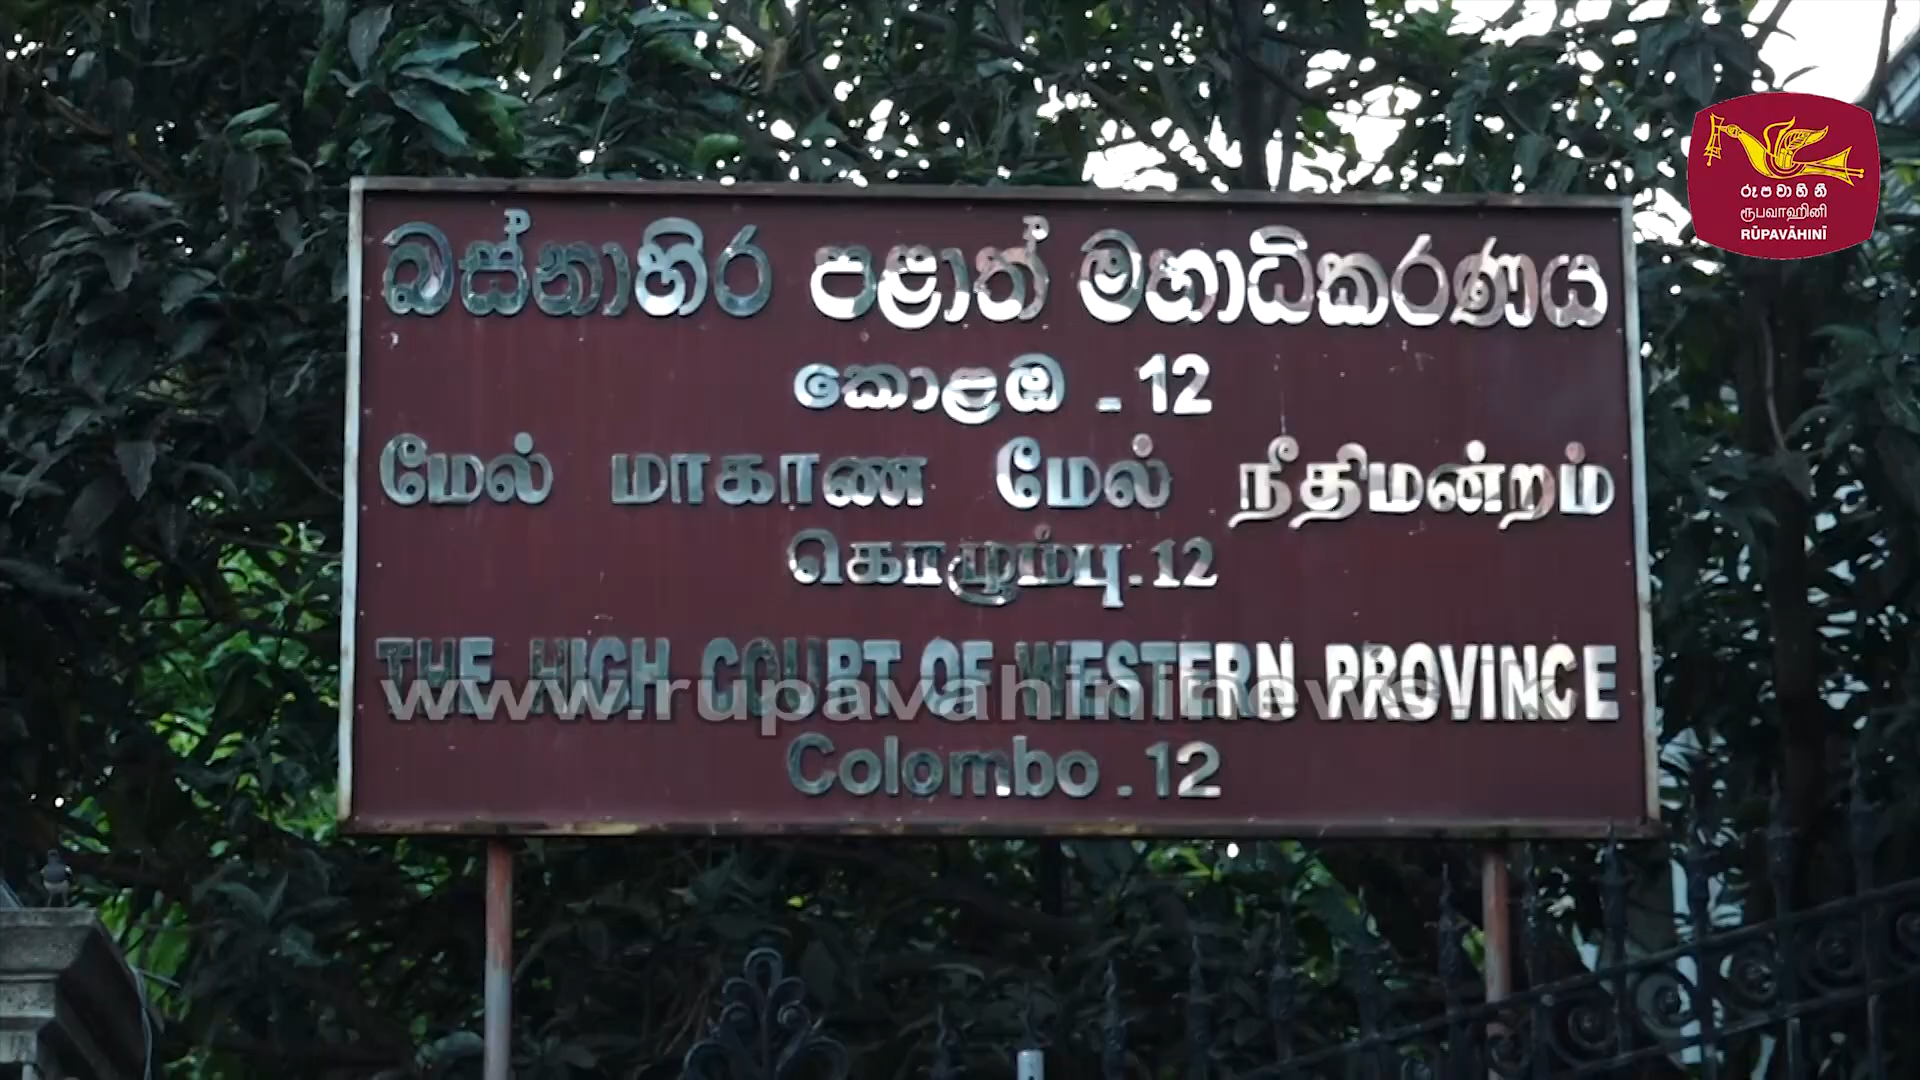 රූපවාහිනී
ரூபவாஹினி
RŪPAVĀHINĪ
බස්නාහිර පළාත් මහාධිකරණය
කොළඹ - 12
மேல் மாகாண மேல் நீதிமன்றம்
கொழும்பு.12
THE HIGH COURT OF WESTERN PROVINCE
www.rupavahininews.lk
Colombo . 12